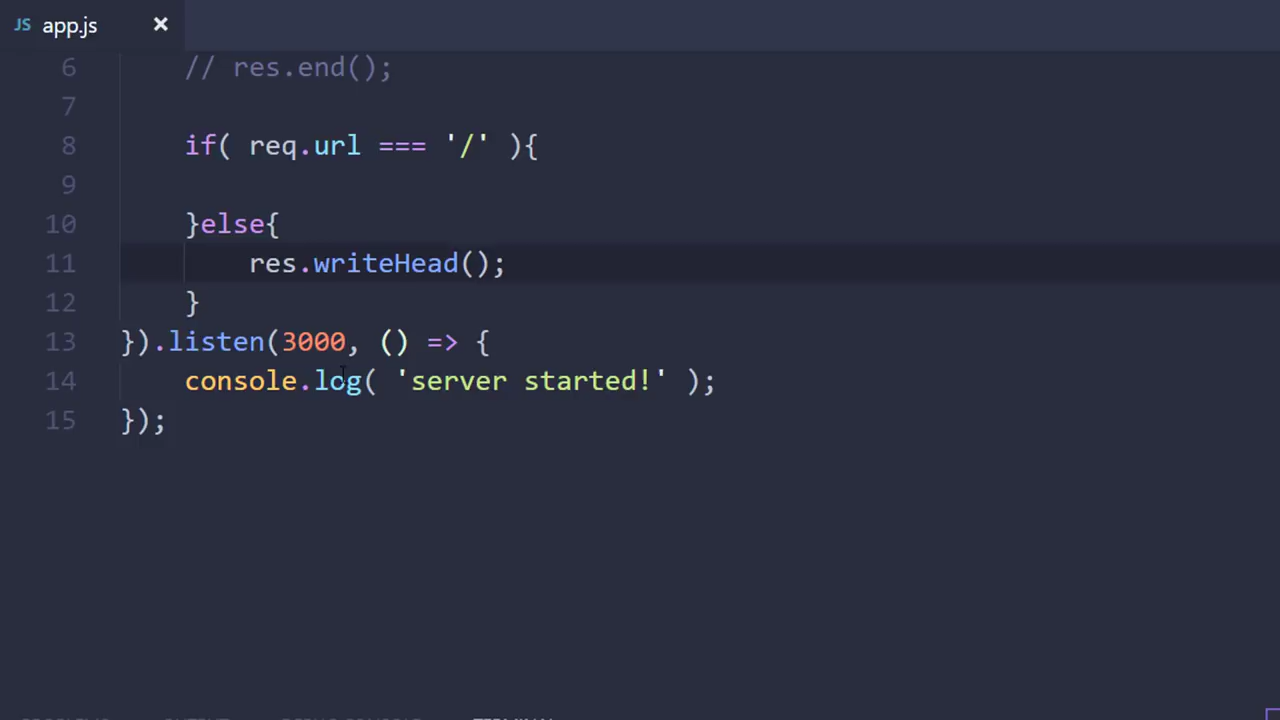 JS app.js ×
6 // res.end();
7
8 if( req.url === '/' ){
9
10 }else{
11 res.writeHead();
12 }
13 }).listen(3000, () => {
14 console.log( 'server started!' );
15 });